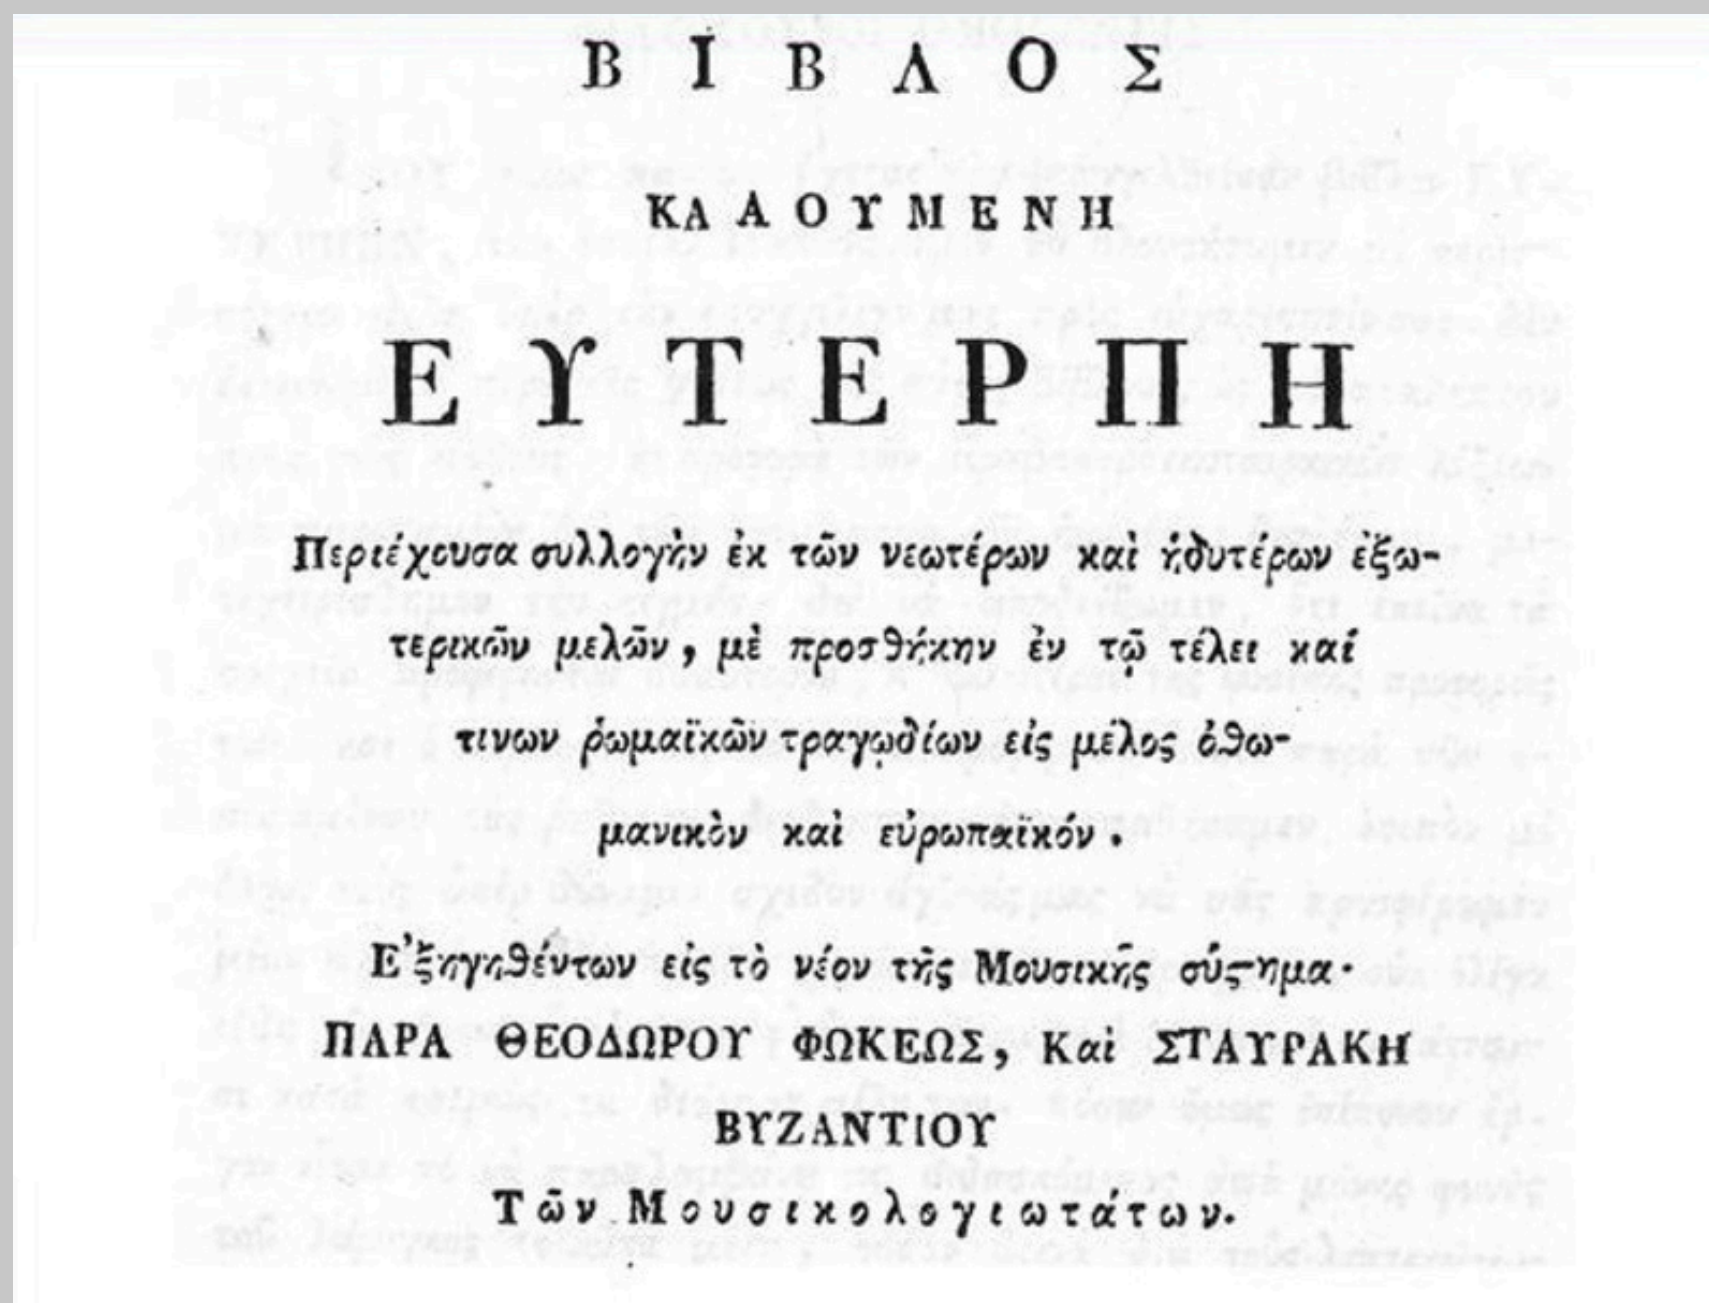 ΒΙΒΛΟΣ
ΚΑΛΟΥΜΕΝΗ
ΕΥΤΕΡΠΗ
Περιέχουσα συλλογὴν ἐκ τῶν νεωτέρων καὶ ἡδυτέρων ἐξω-
τερικῶν μελῶν, μὲ προσθήκην ἐν τῷ τέλει καί
τινων ῥωμαϊκῶν τραγῳδίων εἰς μέλος ὀθω-
μανικὸν καὶ εὐρωπαϊκόν.
Ἐξηγηθέντων εἰς τὸ νέον τῆς Μουσικῆς σύϛημα·
ΠΑΡΑ ΘΕΟΔΩΡΟΥ ΦΩΚΕΩΣ, Καὶ ΣΤΑΥΡΑΚΗ
ΒΥΖΑΝΤΙΟΥ
Τῶν Μουσικολογιωτάτων.